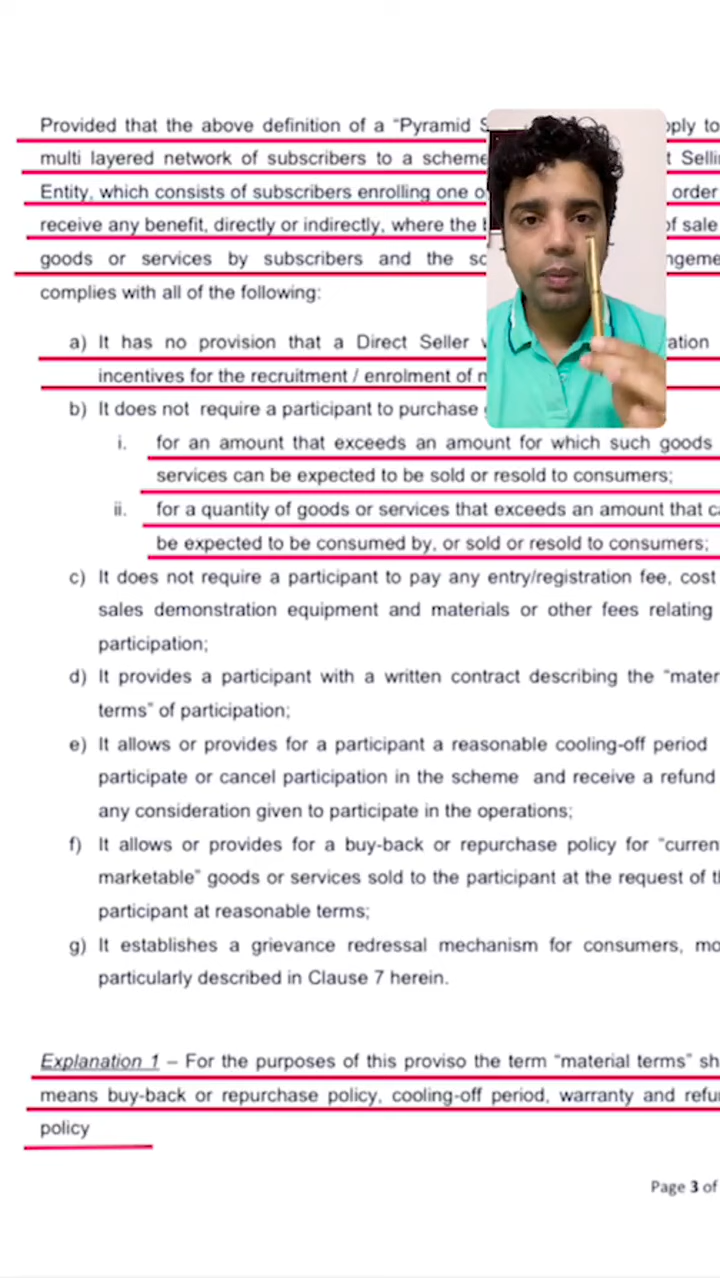 Provided that the above definition of a "Pyramid S ply to
multi layered network of subscribers to a scheme t Selli
Entity, which consists of subscribers enrolling one o order
receive any benefit, directly or indirectly, where the b of sale
goods or services by subscribers and the sc ngeme
complies with all of the following:
a) It has no provision that a Direct Seller ation
incentives for the recruitment / enrolment of n
b) It does not require a participant to purchase
i. for an amount that exceeds an amount for which such goods
services can be expected to be sold or resold to consumers;
ii. for a quantity of goods or services that exceeds an amount that ca
be expected to be consumed by, or sold or resold to consumers;
c) It does not require a participant to pay any entry/registration fee, cost
sales demonstration equipment and materials or other fees relating
participation;
d) It provides a participant with a written contract describing the "mater
terms" of participation;
e) It allows or provides for a participant a reasonable cooling-off period
participate or cancel participation in the scheme and receive a refund
any consideration given to participate in the operations;
f) It allows or provides for a buy-back or repurchase policy for "curren
marketable" goods or services sold to the participant at the request of th
participant at reasonable terms;
g) It establishes a grievance redressal mechanism for consumers, mo
particularly described in Clause 7 herein.
Explanation 1 – For the purposes of this proviso the term "material terms" sh
means buy-back or repurchase policy, cooling-off period, warranty and refu
policy
Page 3 of